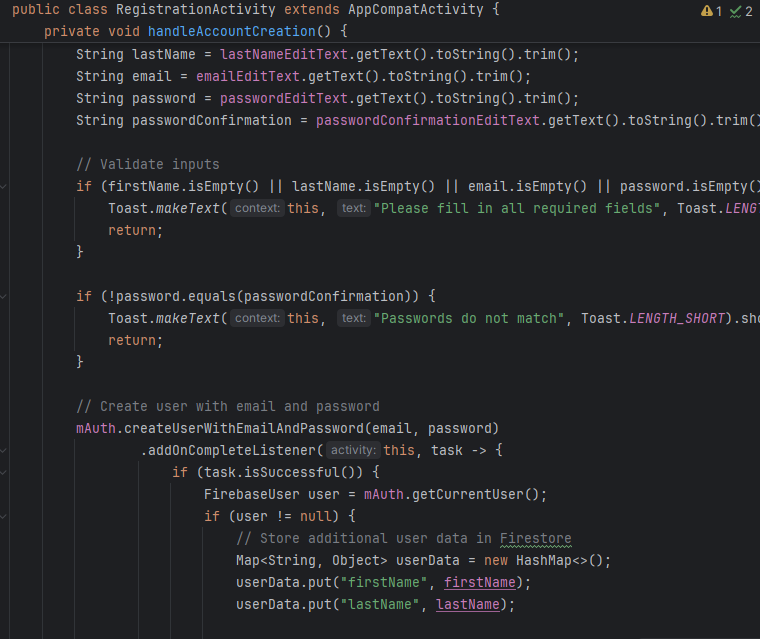 public class RegistrationActivity extends AppCompatActivity { 1 2
private void handleAccountCreation() {
String lastName = lastNameEditText.getText().toString().trim();
String email = emailEditText.getText().toString().trim();
String password = passwordEditText.getText().toString().trim();
String passwordConfirmation = passwordConfirmationEditText.getText().toString().trim()
// Validate inputs
if (firstName.isEmpty() || lastName.isEmpty() || email.isEmpty() || password.isEmpty()
Toast.makeText( context: this, text: "Please fill in all required fields", Toast.LENG
return;
}
if (!password.equals(passwordConfirmation)) {
Toast.makeText( context: this, text: "Passwords do not match", Toast.LENGTH_SHORT).sho
return;
}
// Create user with email and password
mAuth.createUserWithEmailAndPassword(email, password)
.addOnCompleteListener( activity: this, task -> {
if (task.isSuccessful()) {
FirebaseUser user = mAuth.getCurrentUser();
if (user != null) {
// Store additional user data in Firestore
Map<String, Object> userData = new HashMap<>();
userData.put("firstName", firstName);
userData.put("lastName", lastName);